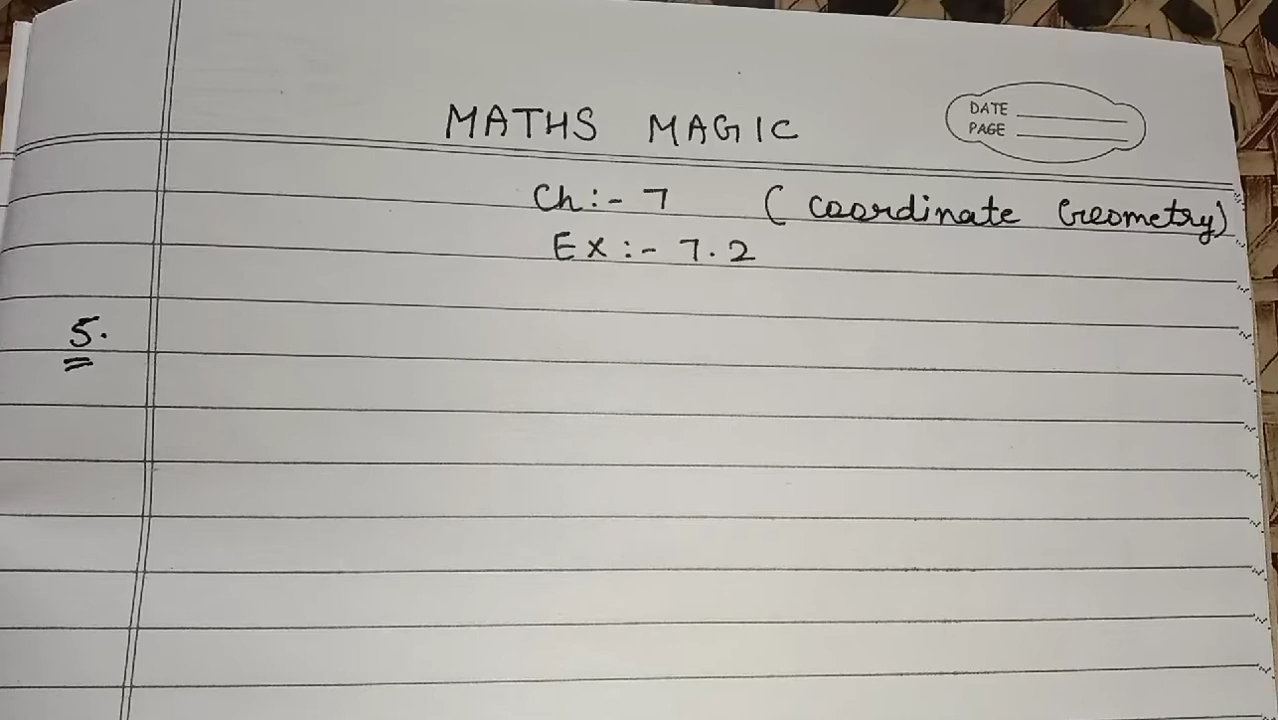 MATHS MAGIC
DATE
PAGE
Ch:- 7 (Coordinate Geometry)
Ex:- 7.2
5.